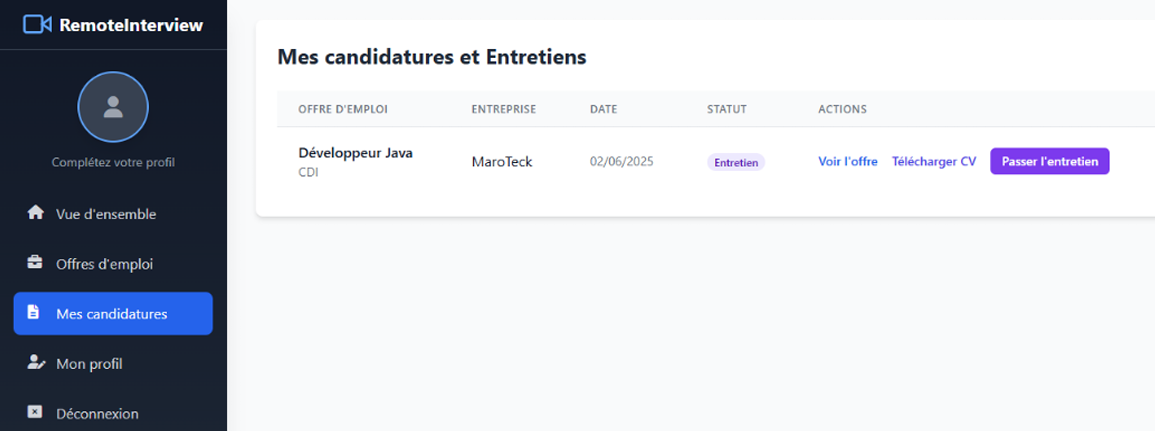 RemoteInterview
Complétez votre profil
Vue d'ensemble
Offres d'emploi
Mes candidatures
Mon profil
Déconnexion
Mes candidatures et Entretiens
OFFRE D'EMPLOI ENTREPRISE DATE STATUT ACTIONS
Développeur Java MaroTeck 02/06/2025 Entretien Voir l'offre Télécharger CV Passer l'entretien
CDI